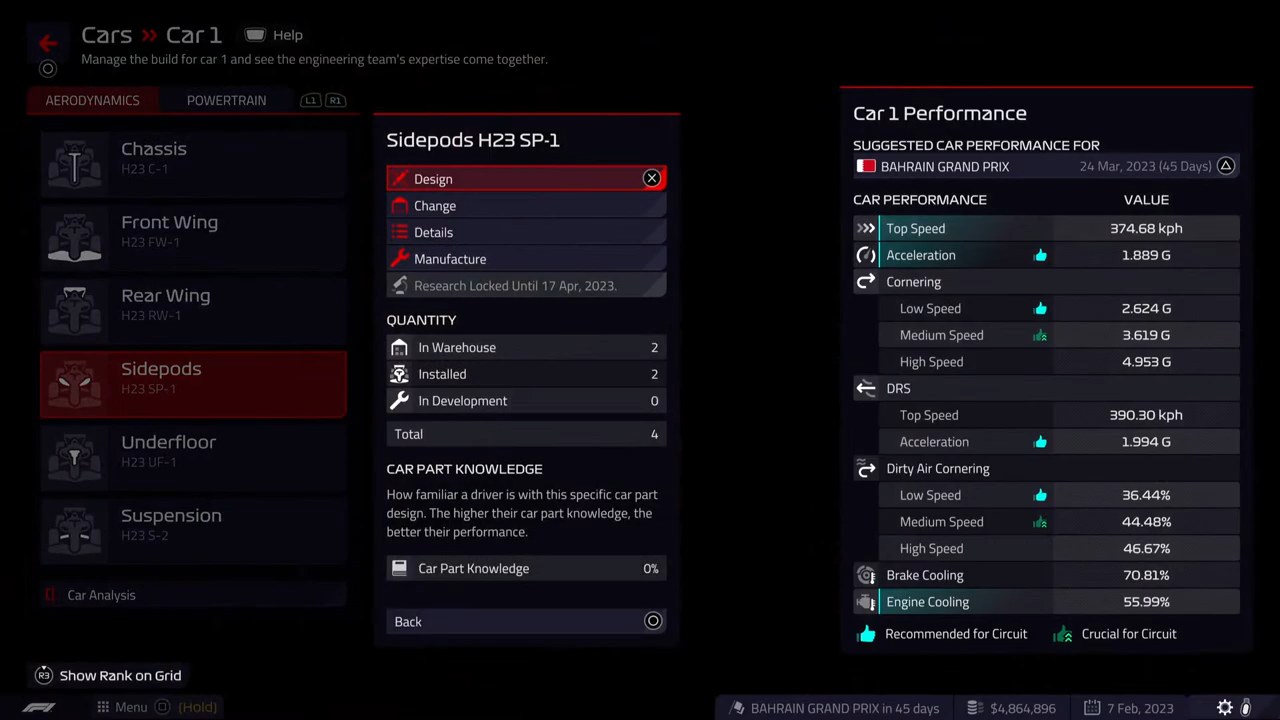 Cars » Car 1 Help
Manage the build for car 1 and see the engineering team's expertise come together.
AERODYNAMICS POWERTRAIN L1 R1
Chassis
H23 C-1
Front Wing
H23 FW-1
Rear Wing
H23 RW-1
Sidepods
H23 SP-1
Underfloor
H23 UF-1
Suspension
H23 S-2
Car Analysis
Sidepods H23 SP-1
Design
Change
Details
Manufacture
Research Locked Until 17 Apr, 2023.
QUANTITY
In Warehouse 2
Installed 2
In Development 0
Total 4
CAR PART KNOWLEDGE
How familiar a driver is with this specific car part
design. The higher their car part knowledge, the
better their performance.
Car Part Knowledge 0%
Back
Car 1 Performance
SUGGESTED CAR PERFORMANCE FOR
BAHRAIN GRAND PRIX 24 Mar, 2023 (45 Days)
CAR PERFORMANCE VALUE
Top Speed 374.68 kph
Acceleration 1.889 G
Cornering
Low Speed 2.624 G
Medium Speed 3.619 G
High Speed 4.953 G
DRS
Top Speed 390.30 kph
Acceleration 1.994 G
Dirty Air Cornering
Low Speed 36.44%
Medium Speed 44.48%
High Speed 46.67%
Brake Cooling 70.81%
Engine Cooling 55.99%
Recommended for Circuit Crucial for Circuit
R3 Show Rank on Grid
F1 Menu [Hold] BAHRAIN GRAND PRIX in 45 days $4,864,896 7 Feb, 2023